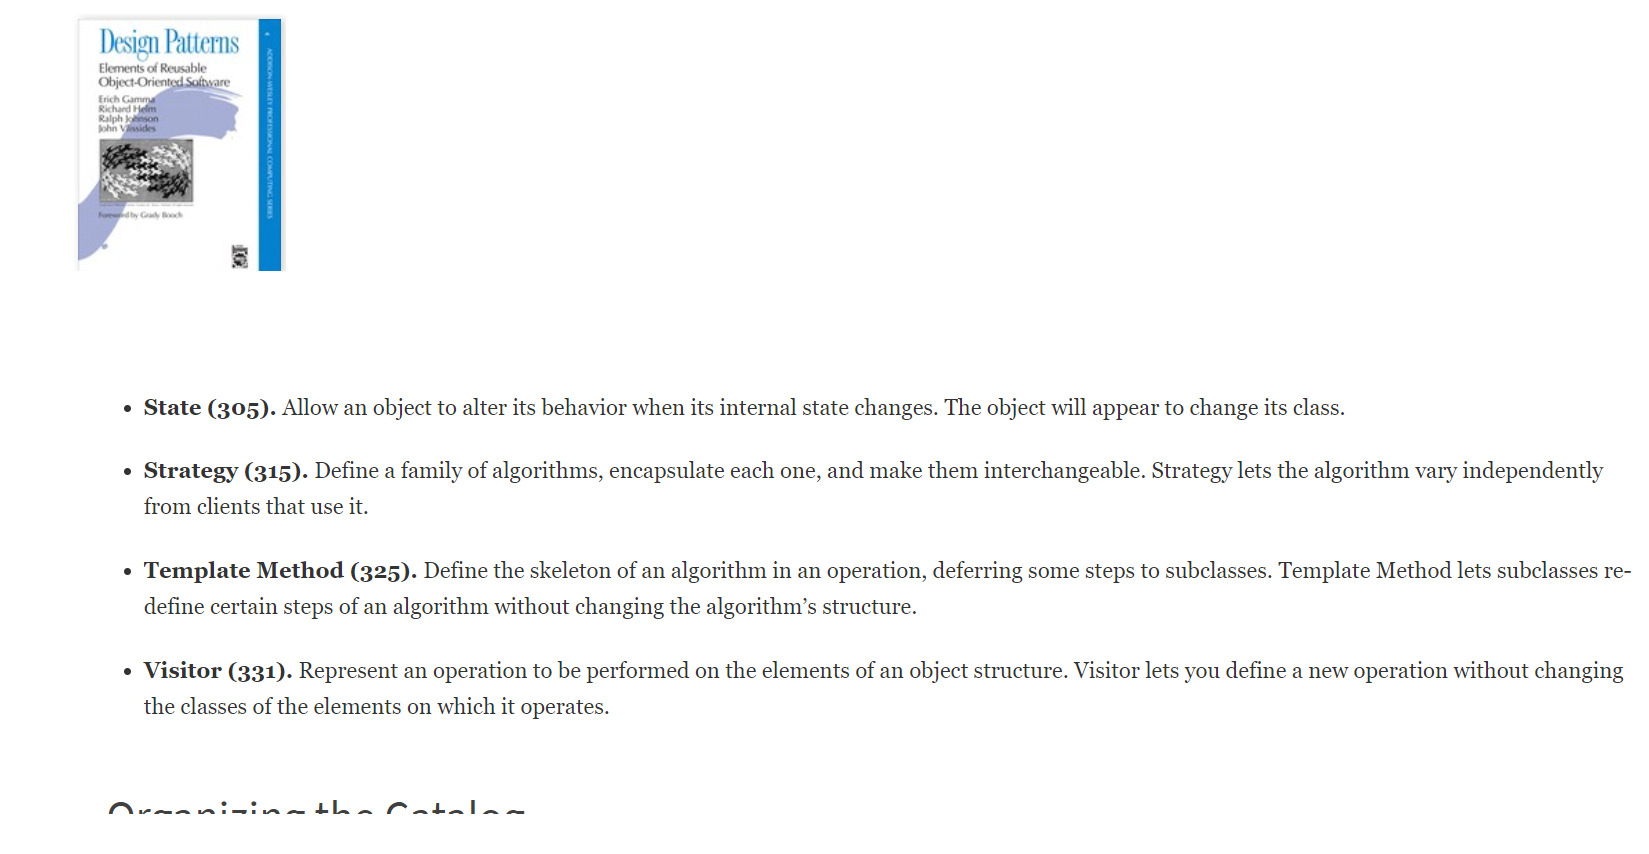 Design Patterns
Elements of Reusable
Object-Oriented Software
Erich Gamma
Richard Helm
Ralph Johnson
John Vlissides
Foreword by Grady Booch
ADDISON-WESLEY PROFESSIONAL COMPUTING SERIES
• State (305). Allow an object to alter its behavior when its internal state changes. The object will appear to change its class.
• Strategy (315). Define a family of algorithms, encapsulate each one, and make them interchangeable. Strategy lets the algorithm vary independently
from clients that use it.
• Template Method (325). Define the skeleton of an algorithm in an operation, deferring some steps to subclasses. Template Method lets subclasses re-
define certain steps of an algorithm without changing the algorithm’s structure.
• Visitor (331). Represent an operation to be performed on the elements of an object structure. Visitor lets you define a new operation without changing
the classes of the elements on which it operates.
Organizing the Catalog